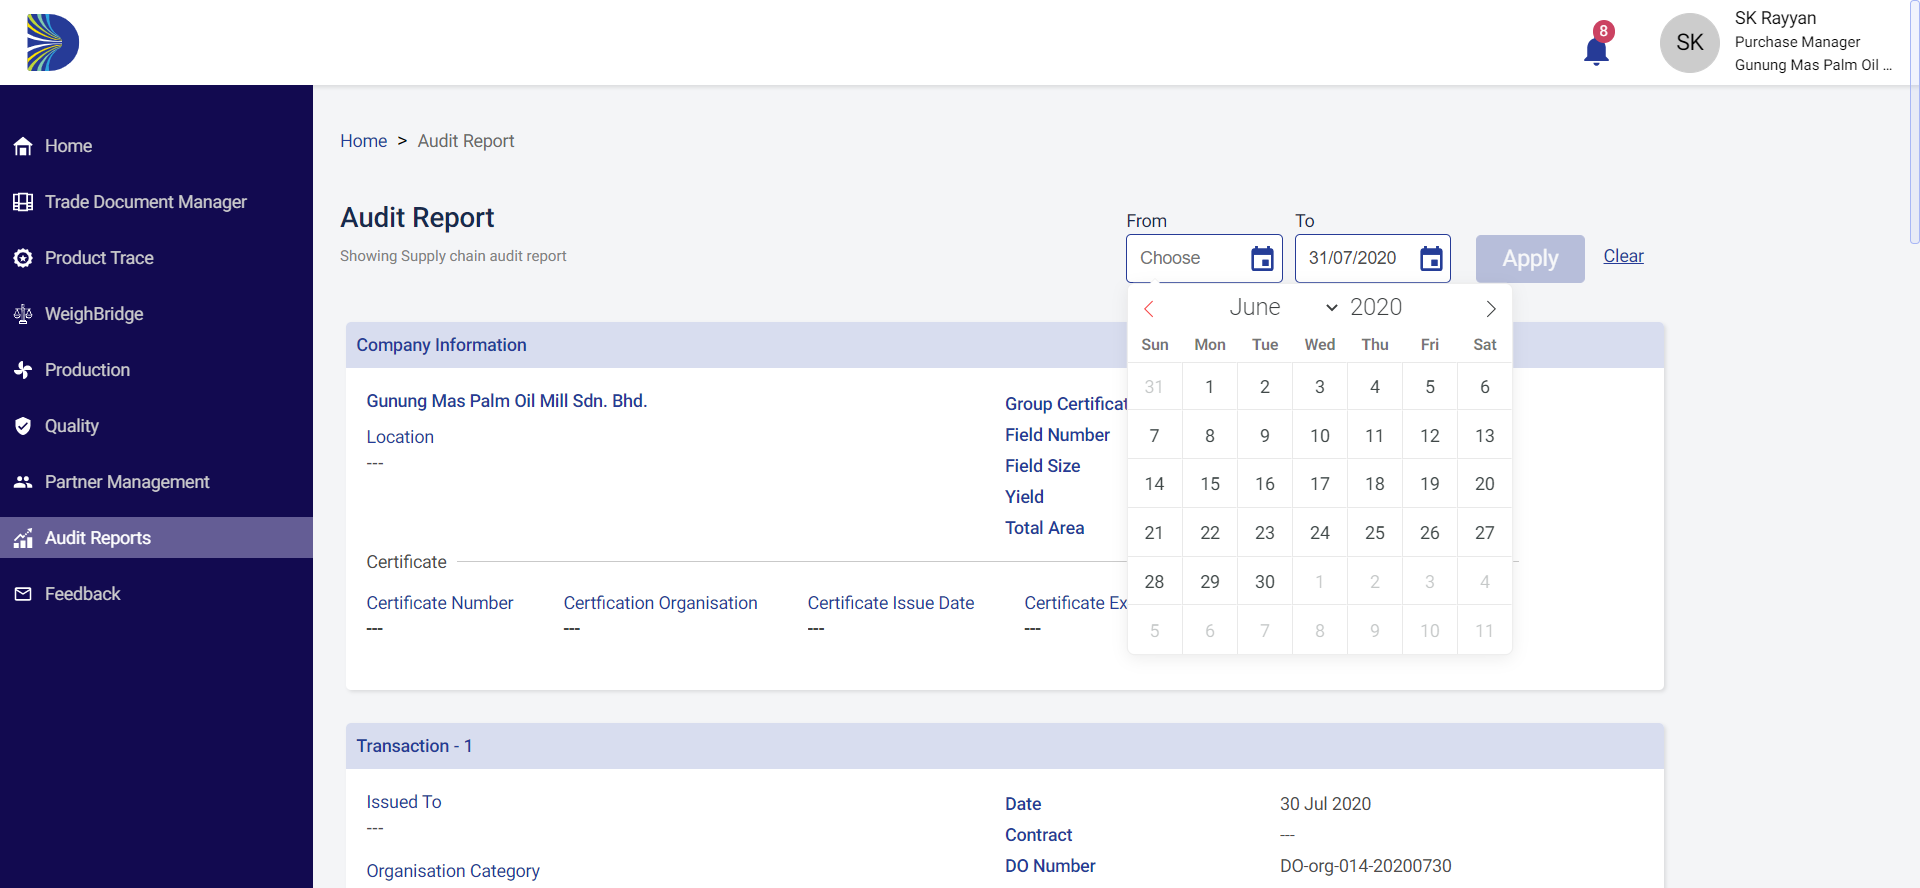 8
SK
SK Rayyan
Purchase Manager
Gunung Mas Palm Oil ...
Home
Trade Document Manager
Product Trace
WeighBridge
Production
Quality
Partner Management
Audit Reports
Feedback
Home > Audit Report
Audit Report
Showing Supply chain audit report
From
To
Choose
31/07/2020
Apply
Clear
June 2020
Sun Mon Tue Wed Thu Fri Sat
31 1 2 3 4 5 6
7 8 9 10 11 12 13
14 15 16 17 18 19 20
21 22 23 24 25 26 27
28 29 30 1 2 3 4
5 6 7 8 9 10 11
Company Information
Gunung Mas Palm Oil Mill Sdn. Bhd.
Location
---
Group Certificat
Field Number
Field Size
Yield
Total Area
Certificate
Certificate Number Certfication Organisation Certificate Issue Date Certificate Ex
--- --- --- ---
Transaction - 1
Issued To
---
Organisation Category
Date 30 Jul 2020
Contract ---
DO Number DO-org-014-20200730